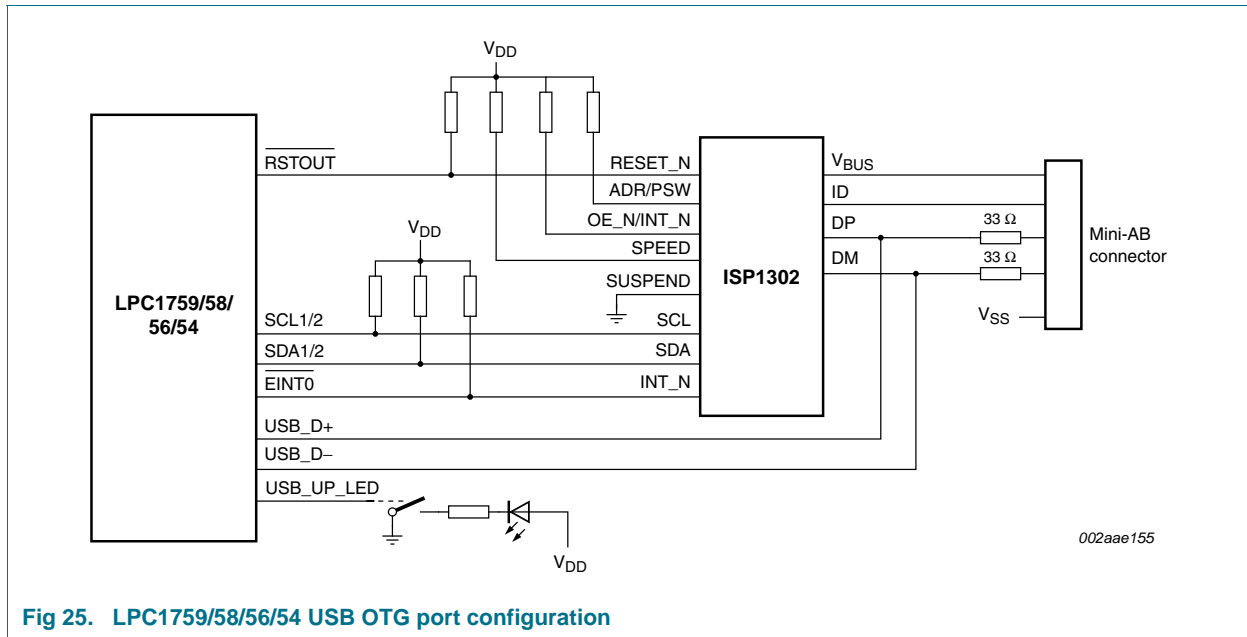 VDD
RSTOUT
RESET_N
ADR/PSW
OE_N/INT_N
SPEED
SUSPEND
VDD
LPC1759/58/
56/54
SCL1/2
SDA1/2
EINT0
USB_D+
USB_D−
USB_UP_LED
SCL
SDA
INT_N
ISP1302
VBUS
ID
DP
DM
33 Ω
33 Ω
VSS
Mini-AB
connector
VDD
002aae155
Fig 25. LPC1759/58/56/54 USB OTG port configuration